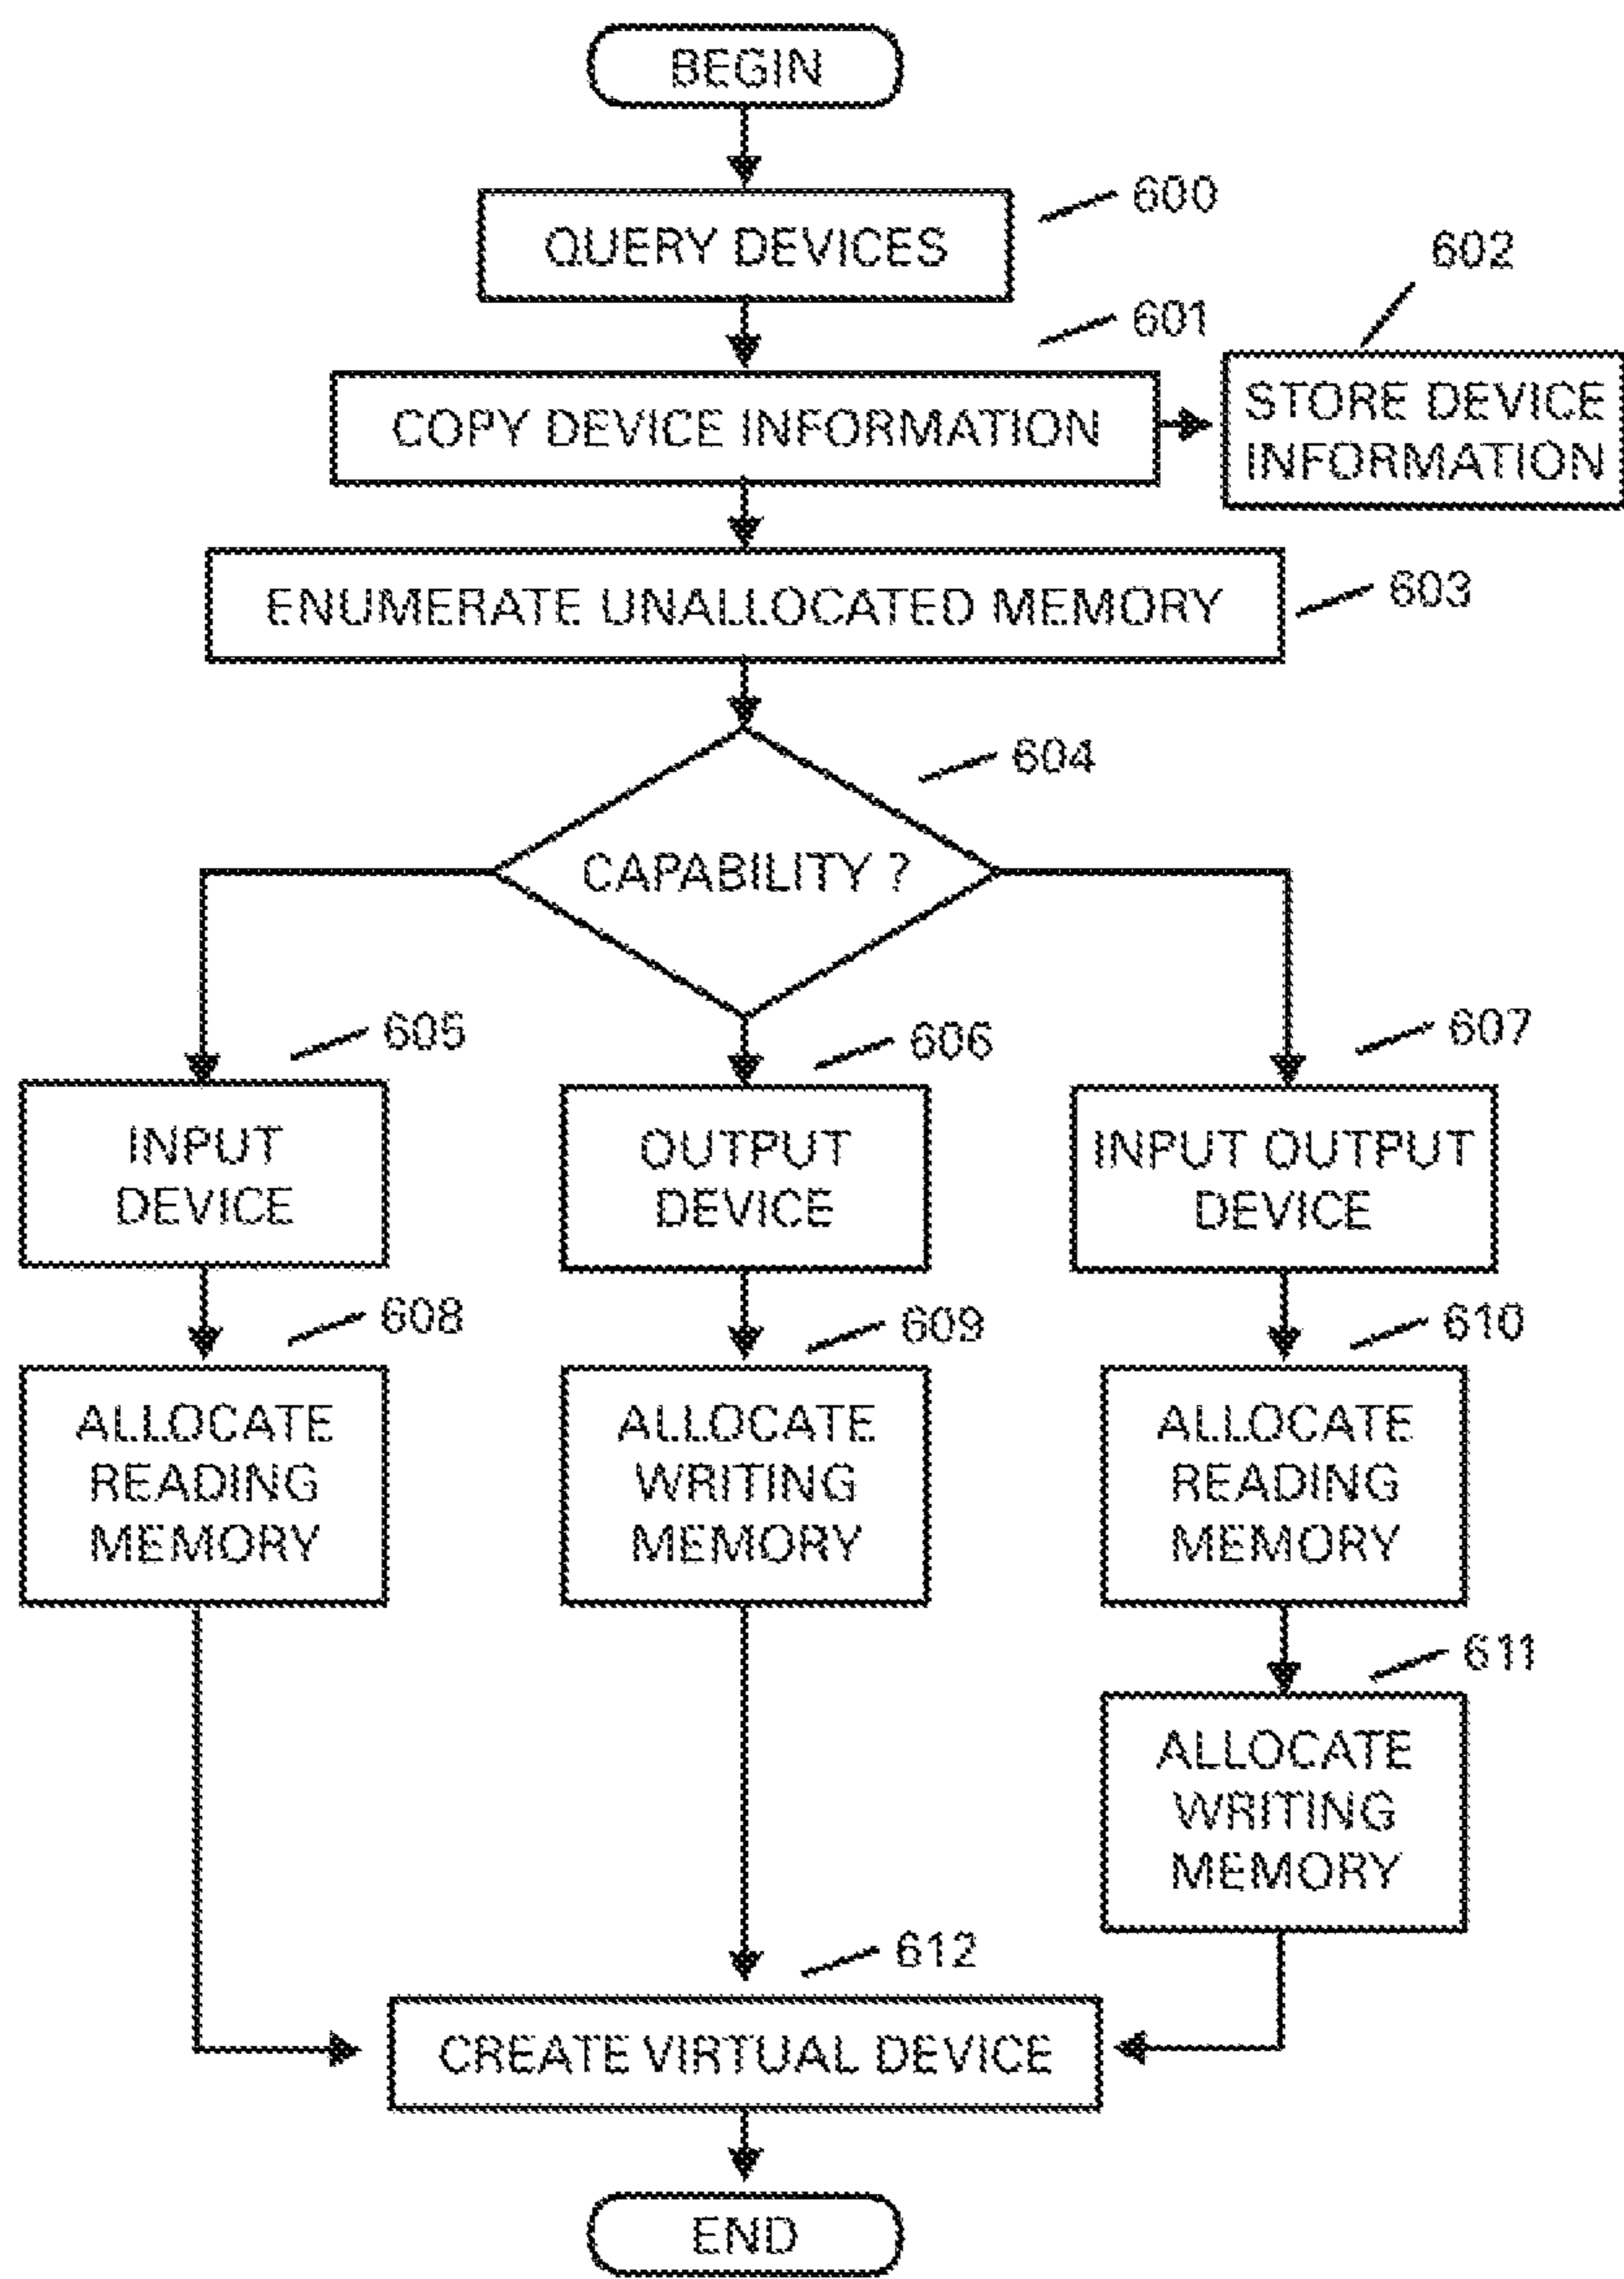 BEGIN
600
QUERY DEVICES
602
601
COPY DEVICE INFORMATION
STORE DEVICE
INFORMATION
ENUMERATE UNALLOCATED MEMORY
603
604
CAPABILITY ?
605
606
607
INPUT
DEVICE
OUTPUT
DEVICE
INPUT OUTPUT
DEVICE
608
609
610
ALLOCATE
READING
MEMORY
ALLOCATE
WRITING
MEMORY
ALLOCATE
READING
MEMORY
611
ALLOCATE
WRITING
MEMORY
612
CREATE VIRTUAL DEVICE
END